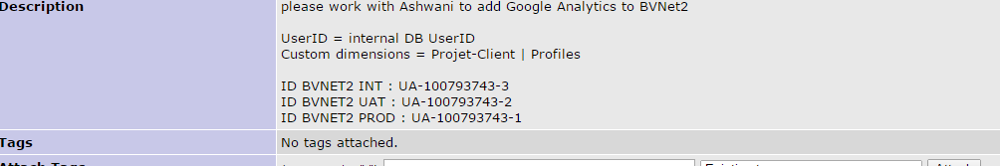 Description please work with Ashwani to add Google Analytics to BVNet2
UserID = internal DB UserID
Custom dimensions = Projet-Client | Profiles
ID BVNET2 INT : UA-100793743-3
ID BVNET2 UAT : UA-100793743-2
ID BVNET2 PROD : UA-100793743-1
Tags No tags attached.